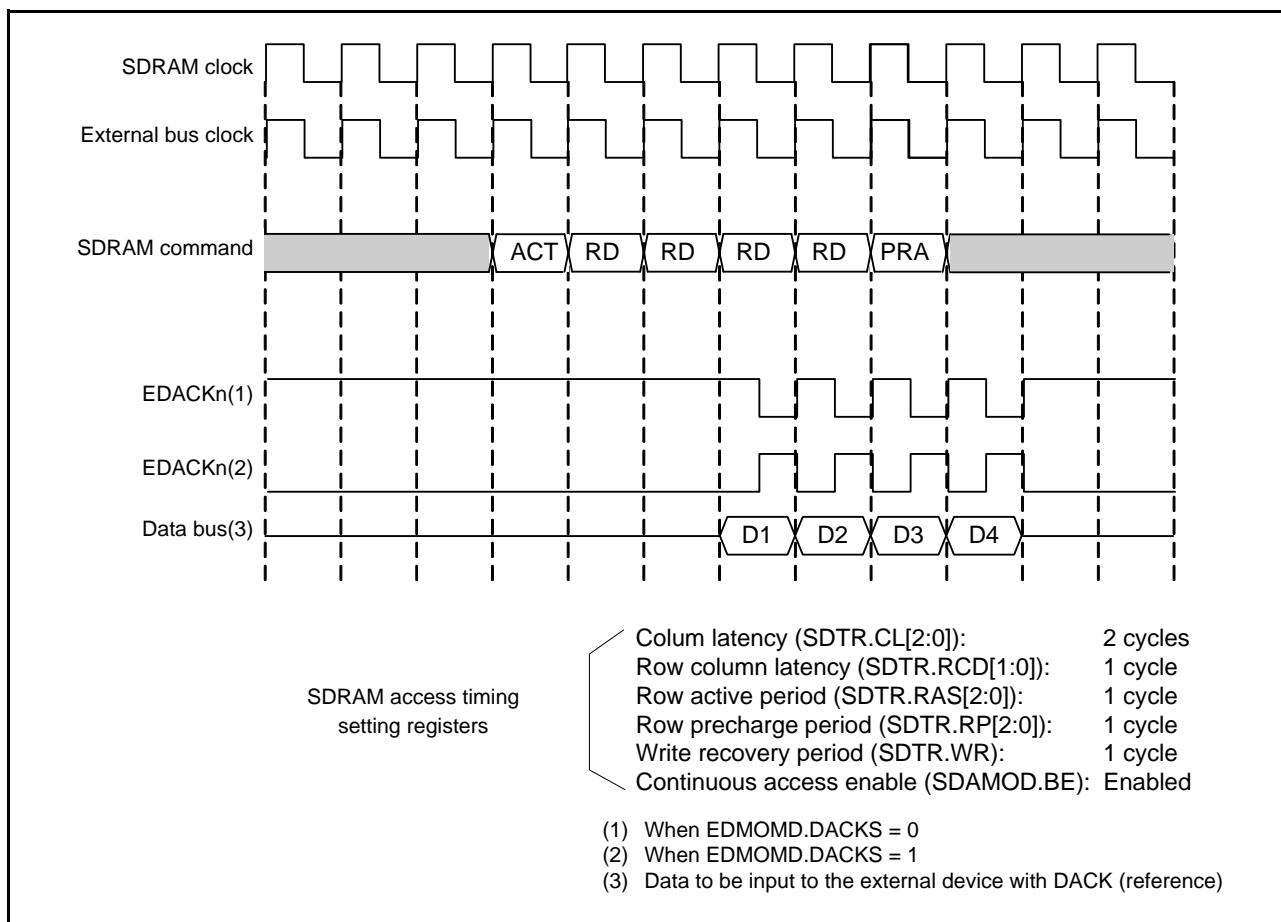 SDRAM clock
External bus clock
SDRAM command
ACT RD RD RD RD PRA
EDACKn(1)
EDACKn(2)
Data bus(3)
D1 D2 D3 D4
SDRAM access timing
setting registers
Colum latency (SDTR.CL[2:0]): 2 cycles
Row column latency (SDTR.RCD[1:0]): 1 cycle
Row active period (SDTR.RAS[2:0]): 1 cycle
Row precharge period (SDTR.RP[2:0]): 1 cycle
Write recovery period (SDTR.WR): 1 cycle
Continuous access enable (SDAMOD.BE): Enabled
(1) When EDMOMD.DACKS = 0
(2) When EDMOMD.DACKS = 1
(3) Data to be input to the external device with DACK (reference)